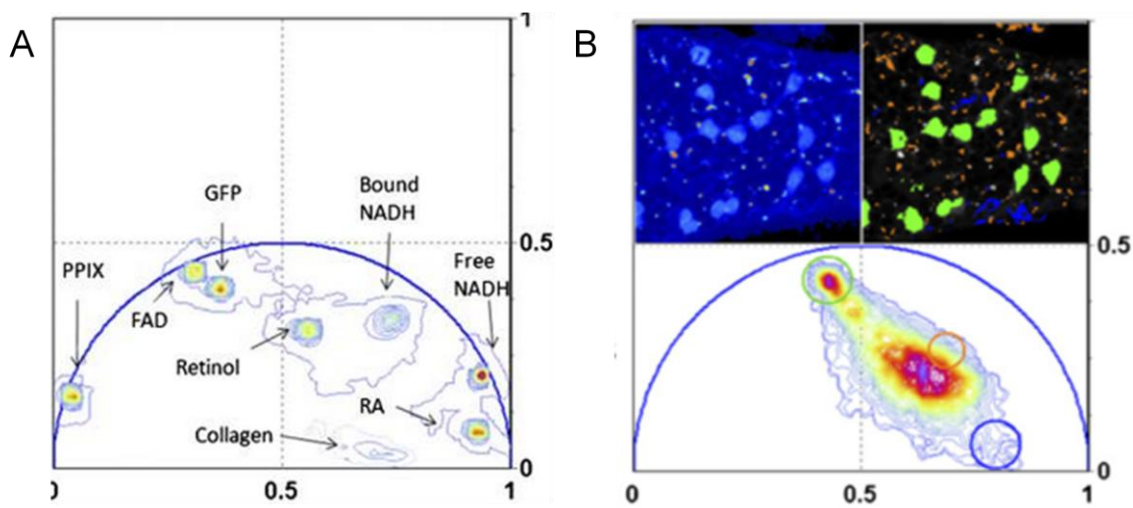 A
1
GFP
Bound
NADH
0.5
PPIX
Free
NADH
FAD
Retinol
RA
Collagen
0
0
0.5
1
B
0.5
0
0
0.5
1